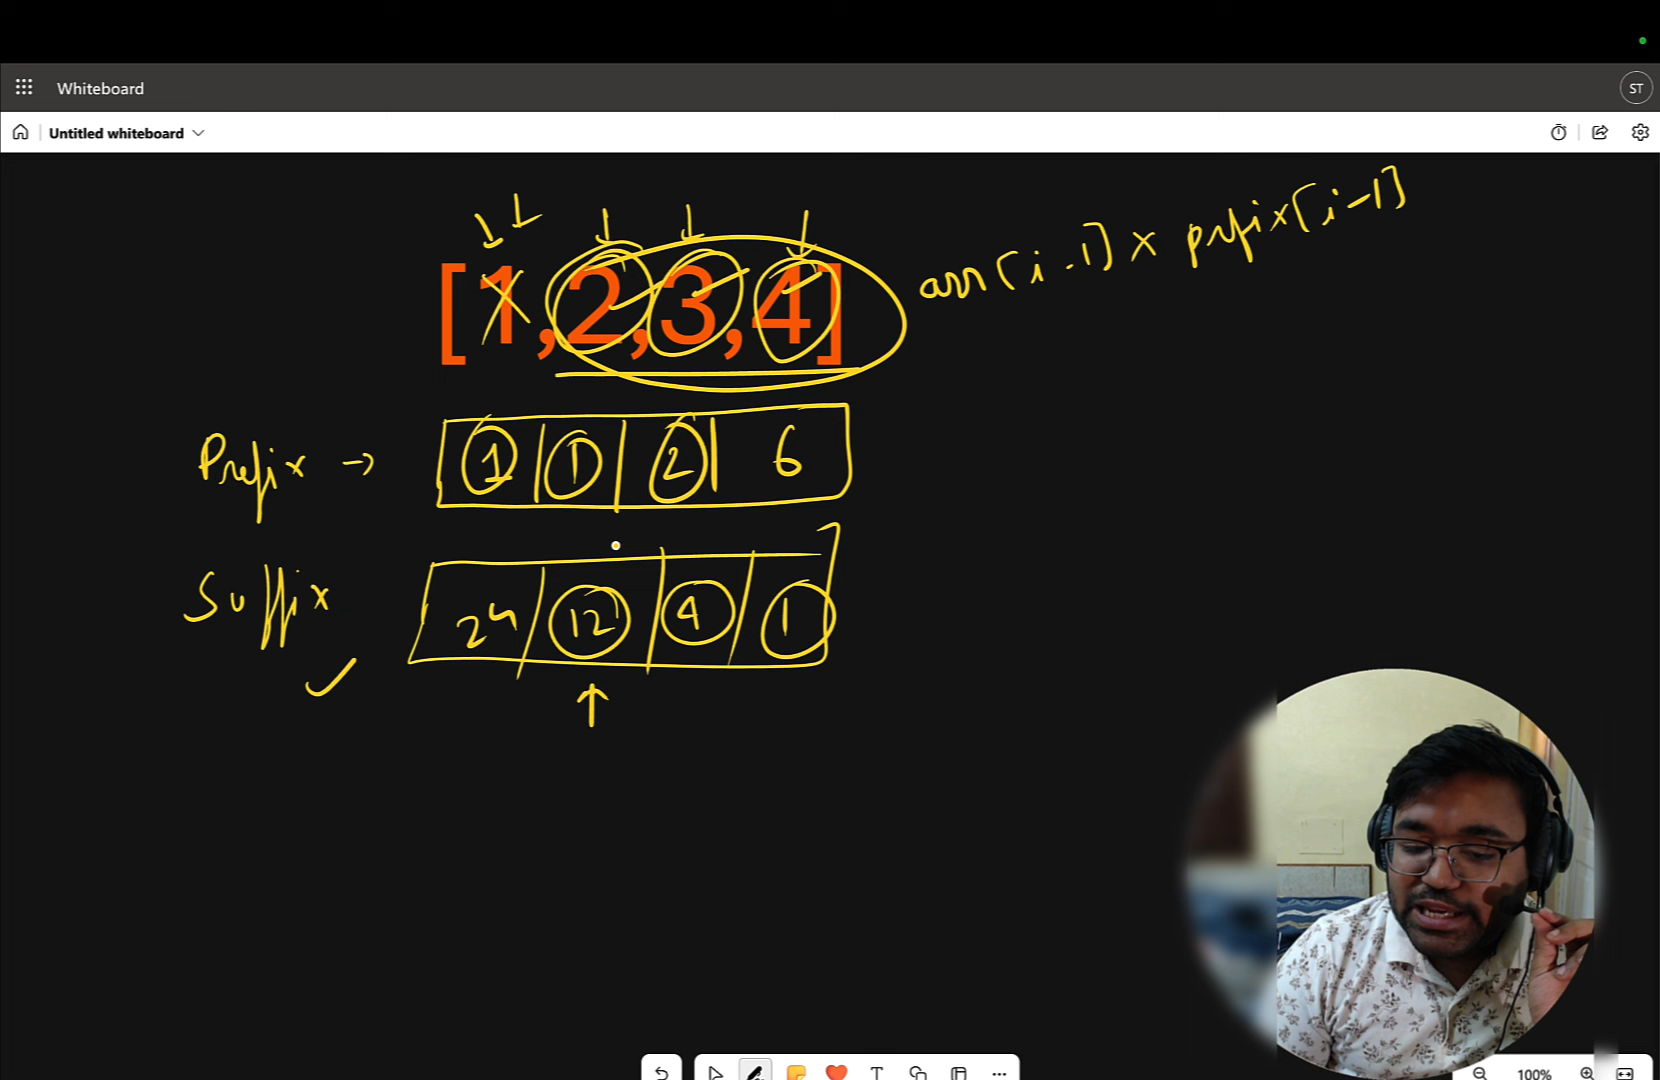 Whiteboard
ST
Untitled whiteboard
arr[i-1] x prefix[i-1]
[1,2,3,4]
Prefix → 1 1 2 6
Suffix 24 12 4 1
T
100%